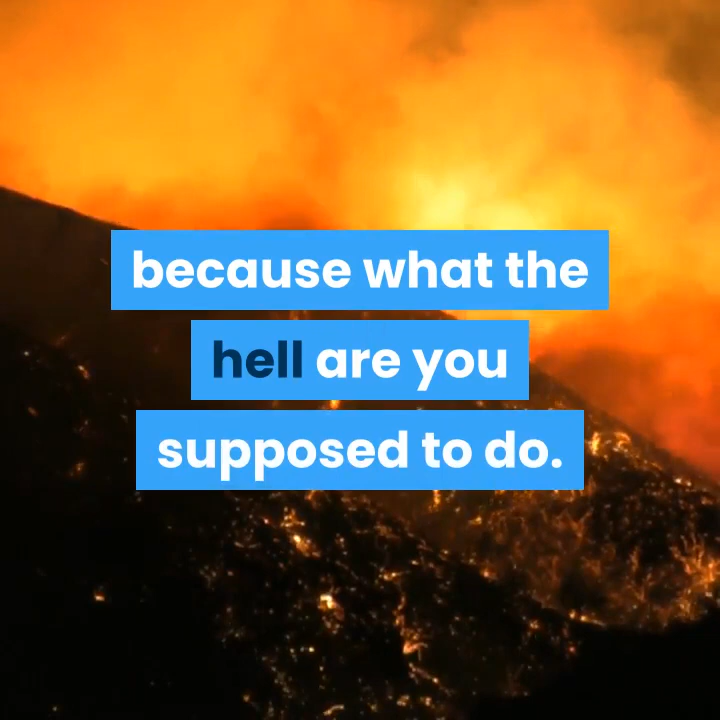 because what the
hell are you
supposed to do.